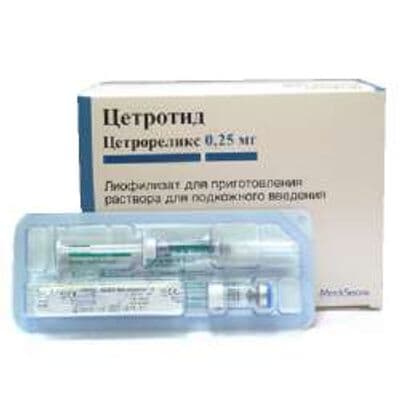 Цетротид
Цетрореликс 0,25 мг
Лиофилизат для приготовления
раствора для подкожного введения
MerckSerono